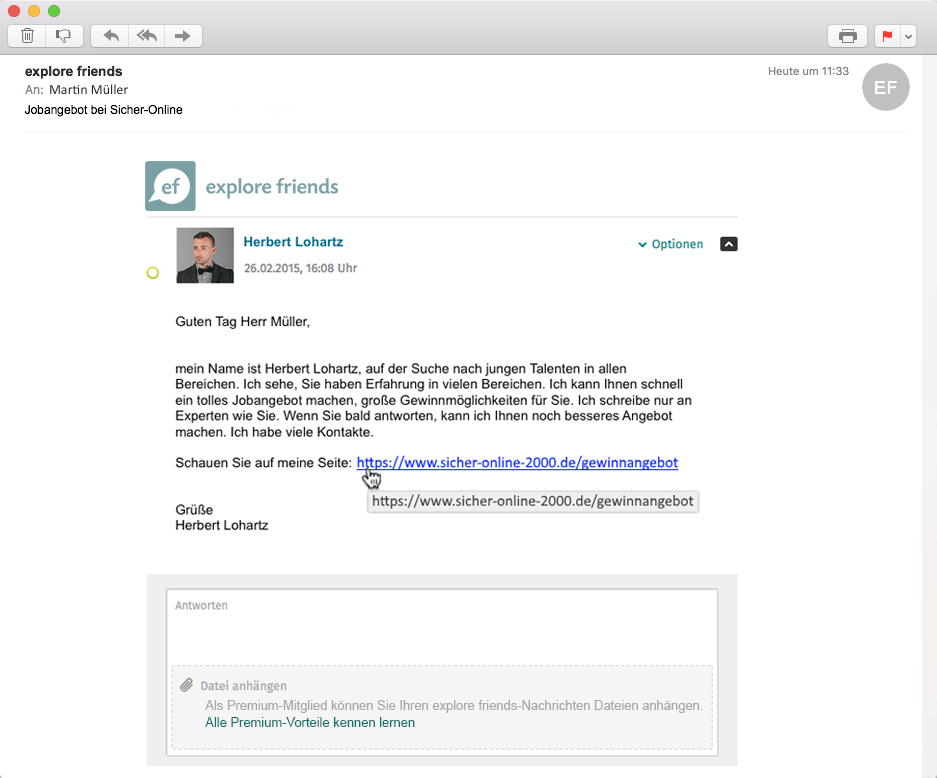 explore friends
Heute um 11:33
An: Martin Müller
EF
Jobangebot bei Sicher-Online
ef explore friends
Herbert Lohartz
Optionen
26.02.2015, 16:08 Uhr
Guten Tag Herr Müller,
mein Name ist Herbert Lohartz, auf der Suche nach jungen Talenten in allen
Bereichen. Ich sehe, Sie haben Erfahrung in vielen Bereichen. Ich kann Ihnen schnell
ein tolles Jobangebot machen, große Gewinnmöglichkeiten für Sie. Ich schreibe nur an
Experten wie Sie. Wenn Sie bald antworten, kann ich Ihnen noch besseres Angebot
machen. Ich habe viele Kontakte.
Schauen Sie auf meine Seite: https://www.sicher-online-2000.de/gewinnangebot
https://www.sicher-online-2000.de/gewinnangebot
Grüße
Herbert Lohartz
Antworten
Datei anhängen
Als Premium-Mitglied können Sie Ihren explore friends-Nachrichten Dateien anhängen.
Alle Premium-Vorteile kennen lernen